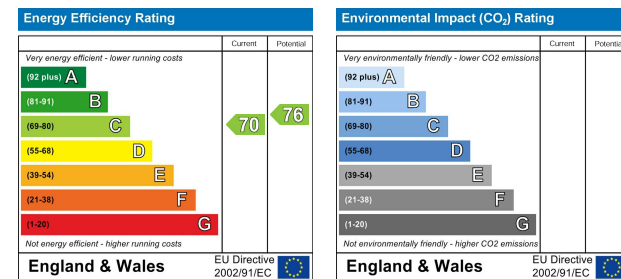 Energy Efficiency Rating
Current Potential
Very energy efficient - lower running costs
(92 plus) A
(81-91) B
(69-80) C
(55-68) D
(39-54) E
(21-38) F
(1-20) G
70
76
Not energy efficient - higher running costs
England & Wales
EU Directive
2002/91/EC
Environmental Impact (CO₂) Rating
Current Potential
Very environmentally friendly - lower CO2 emissions
(92 plus) A
(81-91) B
(69-80) C
(55-68) D
(39-54) E
(21-38) F
(1-20) G
Not environmentally friendly - higher CO2 emissions
England & Wales
EU Directive
2002/91/EC